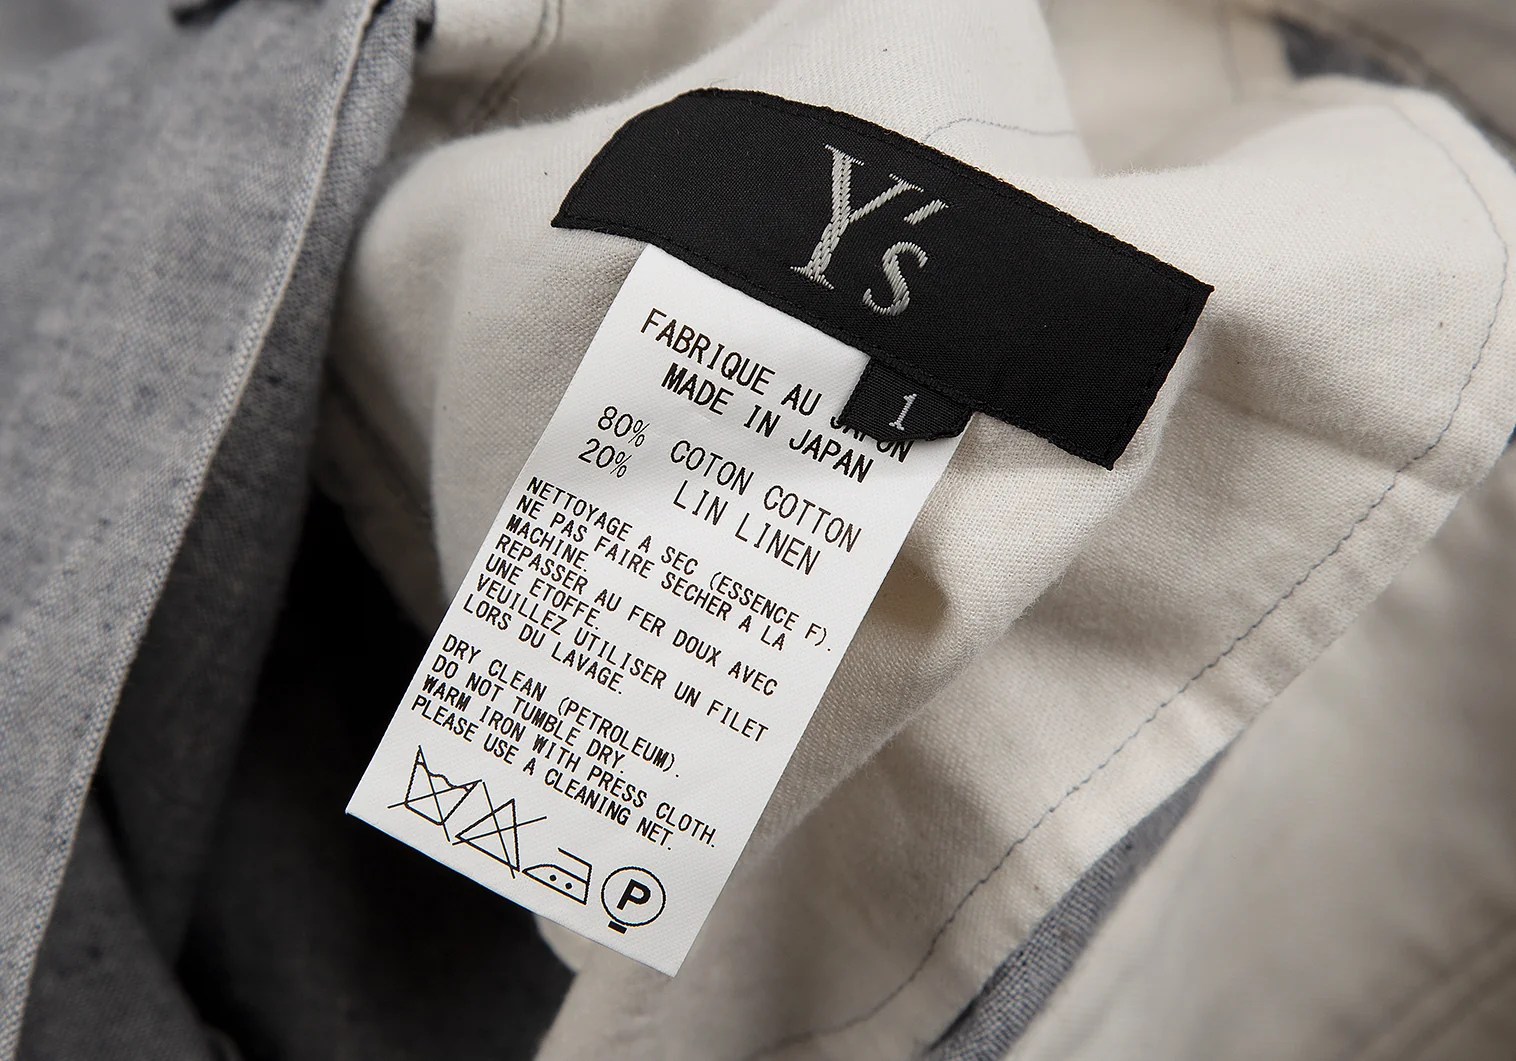 Y's
1
FABRIQUE AU JAPON
MADE IN JAPAN
80% COTON COTTON
20% LIN LINEN
NETTOYAGE A SEC (ESSENCE F).
NE PAS FAIRE SECHER A LA
MACHINE.
REPASSER AU FER DOUX AVEC
UNE ETOFFE.
VEUILLEZ UTILISER UN FILET
LORS DU LAVAGE.
DRY CLEAN (PETROLEUM).
DO NOT TUMBLE DRY.
WARM IRON WITH PRESS CLOTH.
PLEASE USE A CLEANING NET.
P